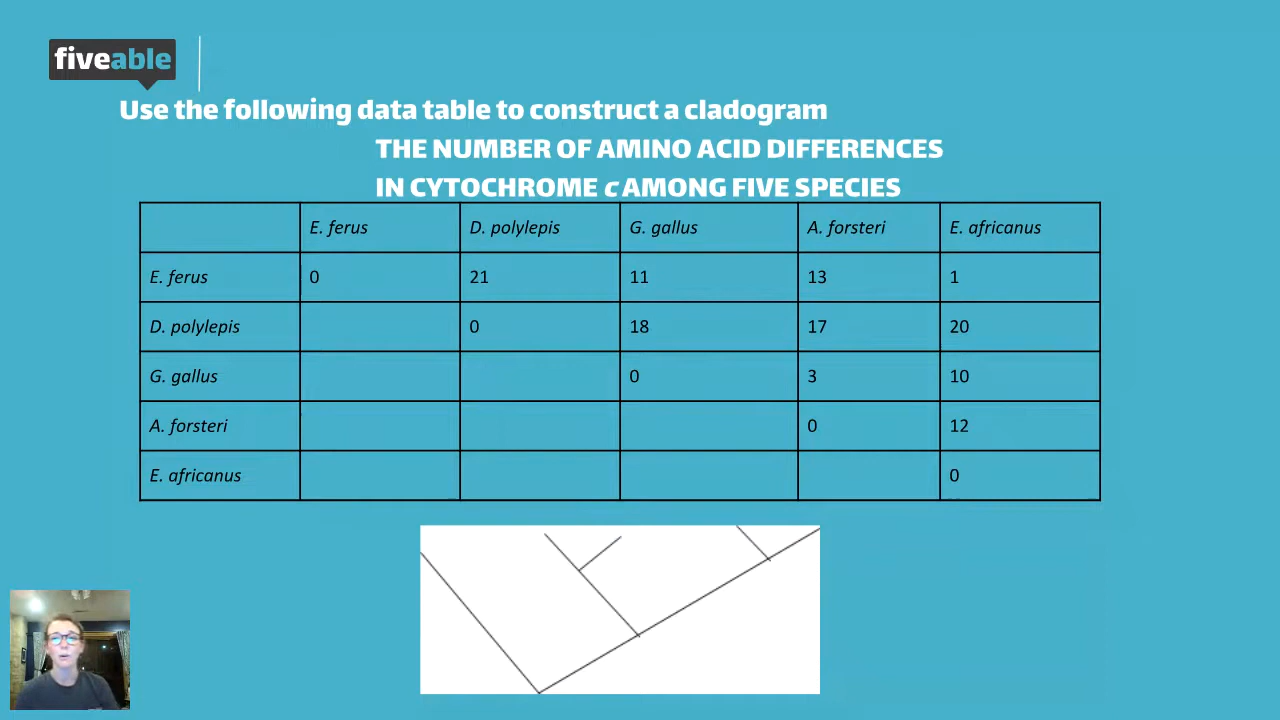 fiveable
Use the following data table to construct a cladogram
THE NUMBER OF AMINO ACID DIFFERENCES
IN CYTOCHROME c AMONG FIVE SPECIES
E. ferus D. polylepis G. gallus A. forsteri E. africanus
E. ferus 0 21 11 13 1
D. polylepis 0 18 17 20
G. gallus 0 3 10
A. forsteri 0 12
E. africanus 0